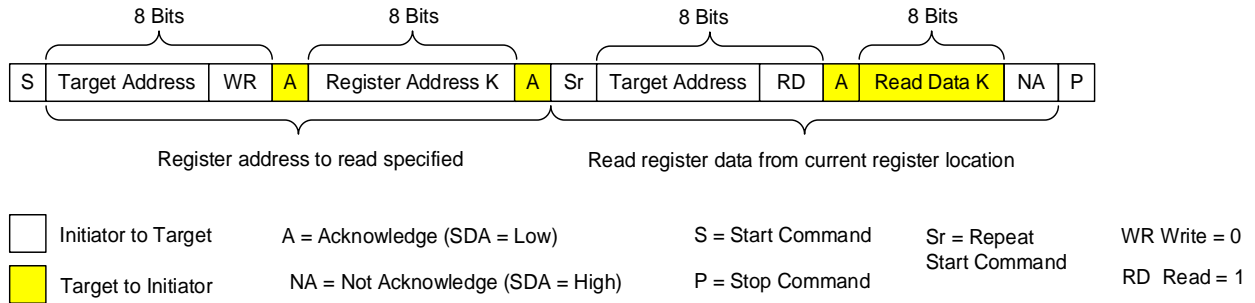 8 Bits 8 Bits 8 Bits 8 Bits
S Target Address WR A Register Address K A Sr Target Address RD A Read Data K NA P
Register address to read specified Read register data from current register location
Initiator to Target A = Acknowledge (SDA = Low) S = Start Command Sr = Repeat Start Command WR Write = 0
Target to Initiator NA = Not Acknowledge (SDA = High) P = Stop Command RD Read = 1